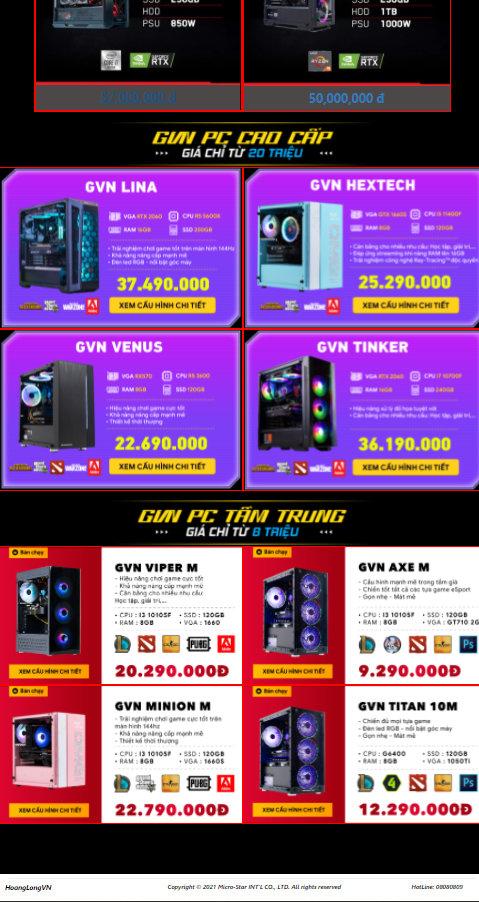 SSD 250GB
SSD 250GB
HDD
HDD 1TB
PSU 850W
PSU 1000W
50,000,000 đ
GVN PC CAO CẤP
GIÁ CHỈ TỪ 20 TRIỆU
GVN LINA
VGA RTX 2060 CPU R5 5600X
RAM 16GB SSD 250GB
• Trải nghiệm chơi game tốt trên màn hình 144Hz
• Khả năng nâng cấp mạnh mẽ
• Đèn led RGB - nổi bật góc máy
37.490.000
XEM CẤU HÌNH CHI TIẾT
GVN HEXTECH
VGA GTX 1660S CPU i5 11400F
RAM 8GB SSD 120GB
• Cân bằng cho nhiều nhu cầu: Học tập, giải trí,...
• Đáp ứng streaming khi nâng RAM lên 16GB
• Trải nghiệm công nghệ Ray-Tracing™ độc quyền
25.290.000
XEM CẤU HÌNH CHI TIẾT
GVN VENUS
VGA RX570 CPU R5 3600
RAM 8GB SSD 120GB
• Hiệu năng chơi game cực tốt
• Khả năng nâng cấp mạnh mẽ
• Thiết kế thời thượng
22.690.000
XEM CẤU HÌNH CHI TIẾT
GVN TINKER
VGA RTX 2060 CPU i7 10700F
RAM 16GB SSD 240GB
• Hiệu năng xử lý đồ họa tuyệt vời
• Cân bằng cho nhiều nhu cầu: Học tập, giải trí,...
36.190.000
XEM CẤU HÌNH CHI TIẾT
GVN PC TẦM TRUNG
GIÁ CHỈ TỪ 8 TRIỆU
Bán chạy
GVN VIPER M
- Hiệu năng chơi game cực tốt
- Khả năng nâng cấp mạnh mẽ
- Cân bằng cho nhiều nhu cầu
Học tập, giải trí,...
• CPU : I3 10105F • SSD : 120GB
• RAM : 8GB • VGA : 1660
PUBG
XEM CẤU HÌNH CHI TIẾT
20.290.000Đ
Bán chạy
GVN AXE M
- Cấu hình mạnh mẽ trong tầm giá
- Chiến tốt tất cả các tựa game eSport
- Gọn nhẹ - Mát mẻ
• CPU : I3 10105F • SSD : 120GB
• RAM : 8GB • VGA : GT710 2G
Ps
XEM CẤU HÌNH CHI TIẾT
9.290.000Đ
Bán chạy
GVN MINION M
- Trải nghiệm chơi game cực tốt trên
màn hình 144hz
- Khả năng nâng cấp mạnh mẽ
- Thiết kế thời thượng
• CPU : I3 10105F • SSD : 120GB
• RAM : 8GB • VGA : 1660S
PUBG
XEM CẤU HÌNH CHI TIẾT
22.790.000Đ
Bán chạy
GVN TITAN 10M
- Chiến đủ mọi tựa game
- Đèn led RGB - nổi bật góc máy
- Gọn nhẹ - Mát mẻ
• CPU : G6400 • SSD : 120GB
• RAM : 8GB • VGA : 1050TI
Ps
XEM CẤU HÌNH CHI TIẾT
12.290.000Đ
HoangLongVN
Copyright © 2021 Micro-Star INT'L CO., LTD. All rights reserved
HotLine: 08080809